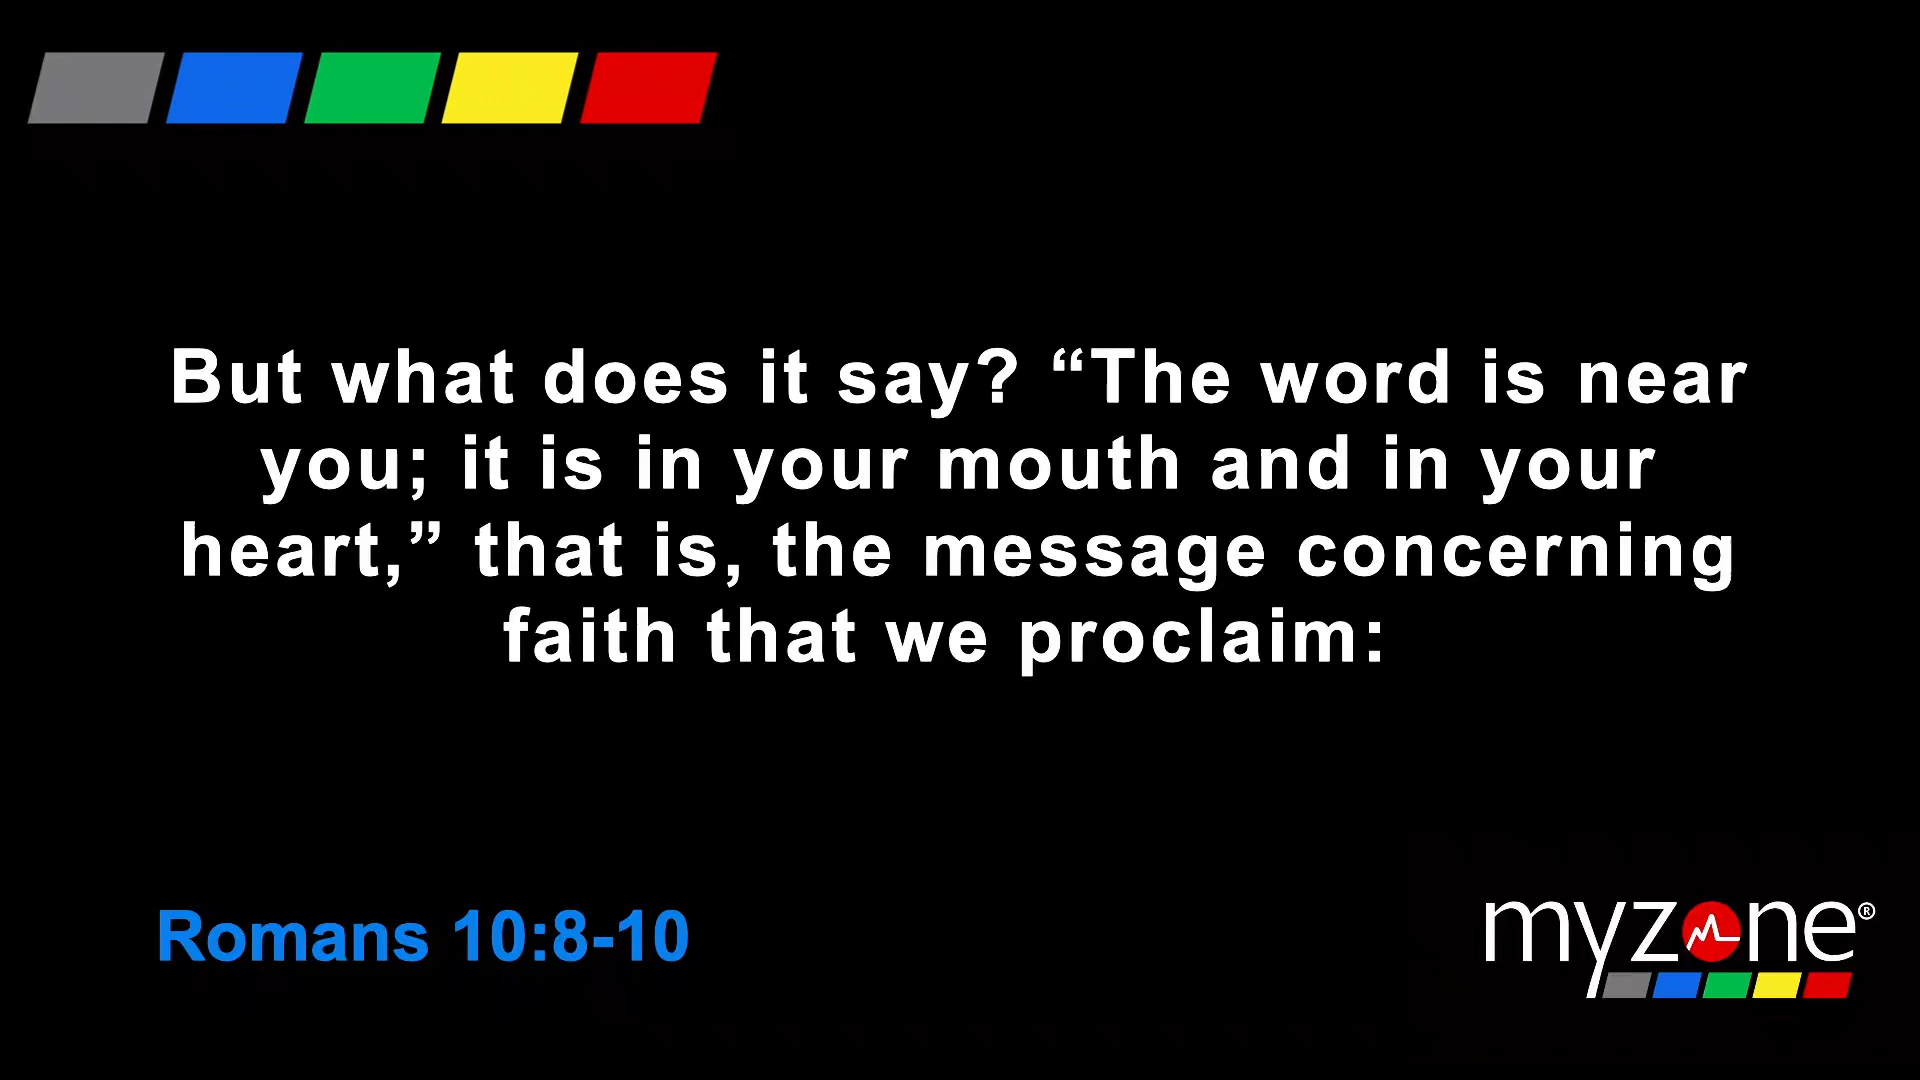 But what does it say? “The word is near
you; it is in your mouth and in your
heart,” that is, the message concerning
faith that we proclaim:
Romans 10:8-10
myzone®